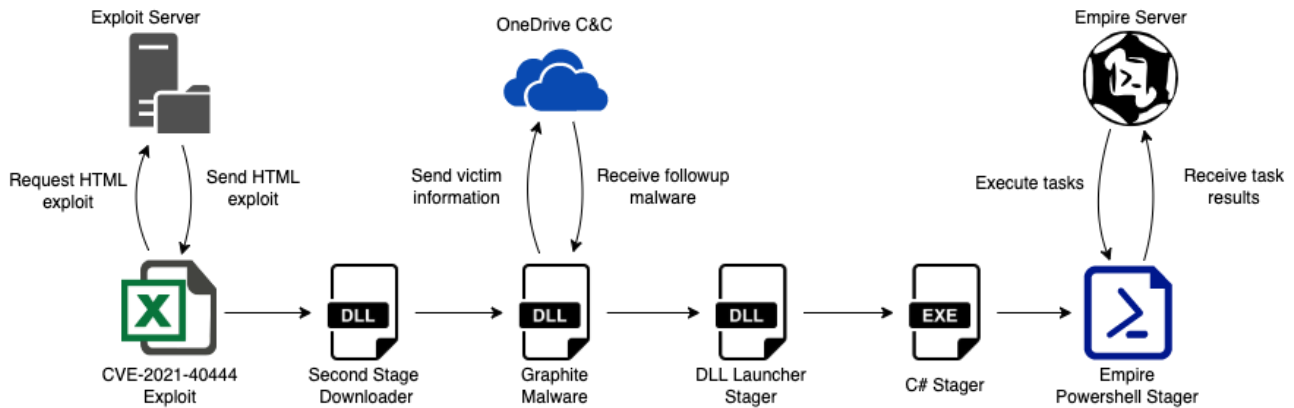 Exploit Server
OneDrive C&C
Empire Server
Request HTML
exploit
Send HTML
exploit
Send victim
information
Receive followup
malware
Execute tasks
Receive task
results
X
DLL
DLL
DLL
EXE
CVE-2021-40444
Exploit
Second Stage
Downloader
Graphite
Malware
DLL Launcher
Stager
C# Stager
Empire
Powershell Stager